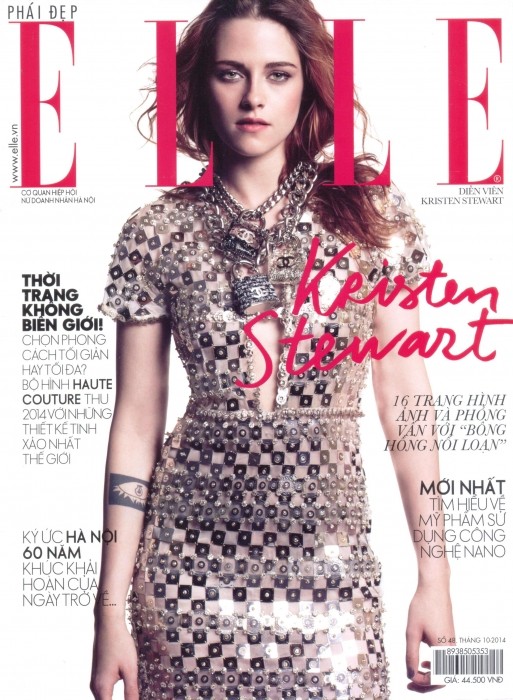 PHÁI ĐẸP
ELLE
www.elle.vn
CƠ QUAN HIỆP HỘI
NỮ DOANH NHÂN HÀ NỘI
DIỄN VIÊN
KRISTEN STEWART
Kristen
Stewart
THỜI
TRANG
KHÔNG
BIÊN GIỚI!
CHỌN PHONG
CÁCH TỐI GIẢN
HAY TỐI ĐA?
BỘ HÌNH HAUTE
COUTURE THU
2014 VỚI NHỮNG
THIẾT KẾ TINH
XẢO NHẤT
THẾ GIỚI
16 TRANG HÌNH
ẢNH VÀ PHỎNG
VẤN VỚI “BÔNG
HỒNG NỔI LOẠN”
MỚI NHẤT
TÌM HIỂU VỀ
MỸ PHẨM SỬ
DỤNG CÔNG
NGHỆ NANO
KÝ ỨC HÀ NỘI
60 NĂM
KHÚC KHẢI
HOÀN CỦA
NGÀY TRỞ VỀ...
SỐ 49, THÁNG 10-2014
8938505353
GIÁ: 44.500 VNĐ